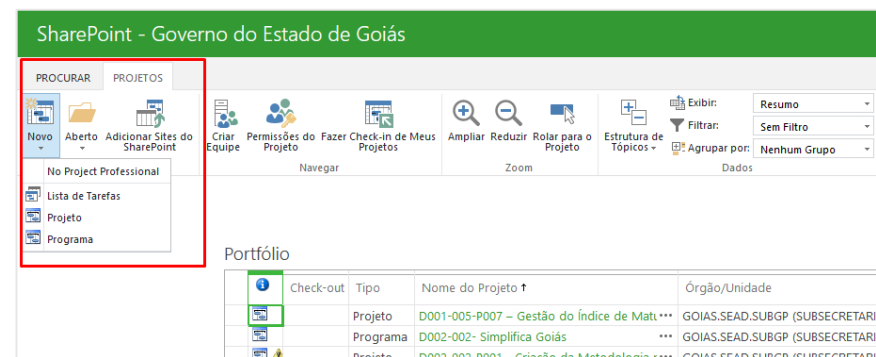 SharePoint - Governo do Estado de Goiás
PROCURAR PROJETOS
Novo Aberto Adicionar Sites do SharePoint
Criar Equipe Permissões do Projeto Fazer Check-in de Meus Projetos
Navegar
Ampliar Reduzir Rolar para o Projeto
Zoom
Estrutura de Tópicos
Exibir: Resumo
Filtrar: Sem Filtro
Agrupar por: Nenhum Grupo
Dados
No Project Professional
Lista de Tarefas
Projeto
Programa
Portfólio
Check-out Tipo Nome do Projeto ↑ Órgão/Unidade
Projeto D001-005-P007 – Gestão do Índice de Matu ••• GOIAS.SEAD.SUBGP (SUBSECRETARI
Programa D002-002- Simplifica Goiás ••• GOIAS.SEAD.SUBGP (SUBSECRETARI